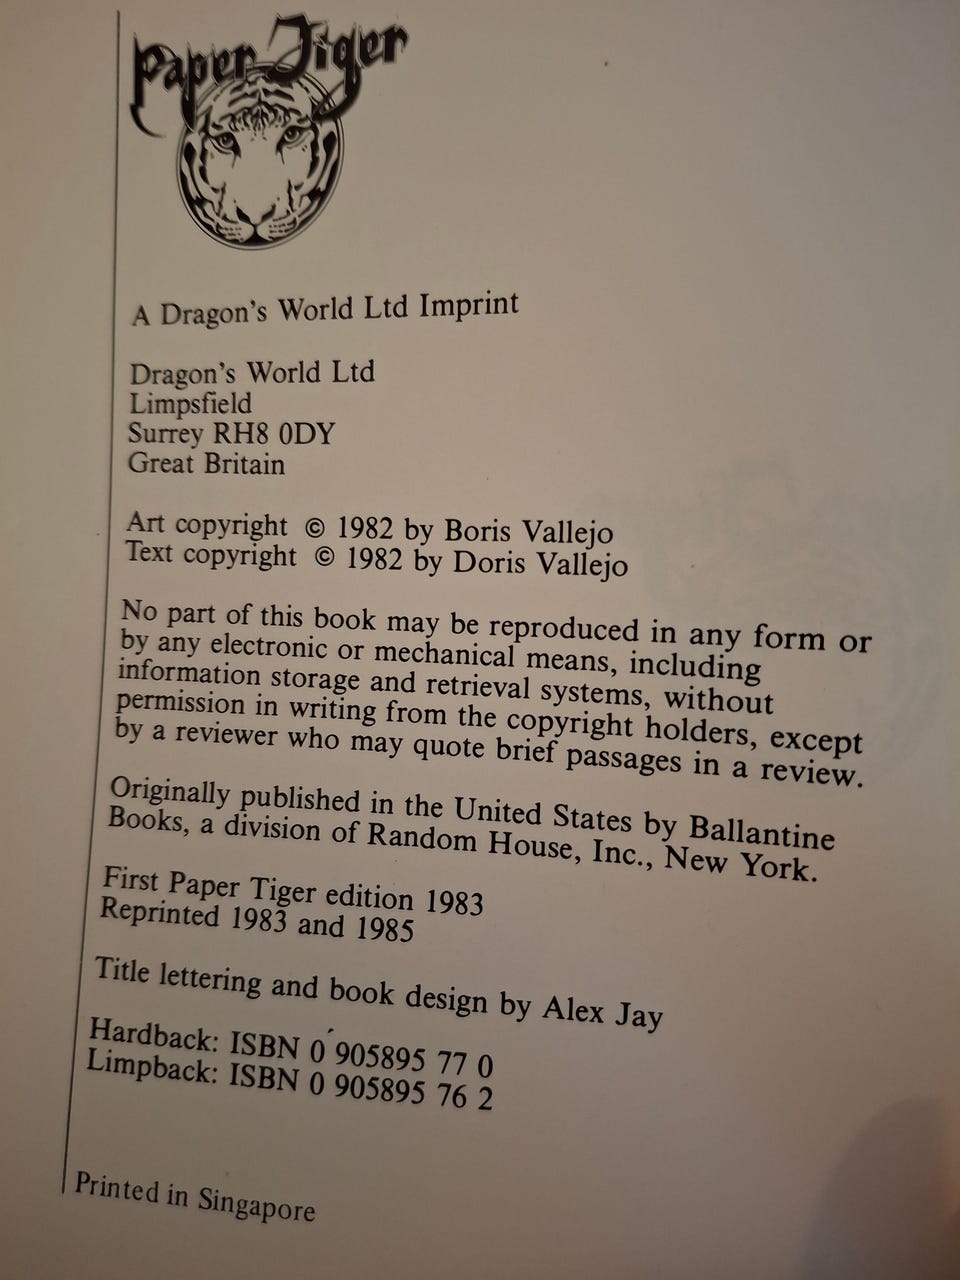 Paper Tiger
A Dragon's World Ltd Imprint
Dragon's World Ltd
Limpsfield
Surrey RH8 0DY
Great Britain
Art copyright © 1982 by Boris Vallejo
Text copyright © 1982 by Doris Vallejo
No part of this book may be reproduced in any form or
by any electronic or mechanical means, including
information storage and retrieval systems, without
permission in writing from the copyright holders, except
by a reviewer who may quote brief passages in a review.
Originally published in the United States by Ballantine
Books, a division of Random House, Inc., New York.
First Paper Tiger edition 1983
Reprinted 1983 and 1985
Title lettering and book design by Alex Jay
Hardback: ISBN 0 905895 77 0
Limpback: ISBN 0 905895 76 2
Printed in Singapore